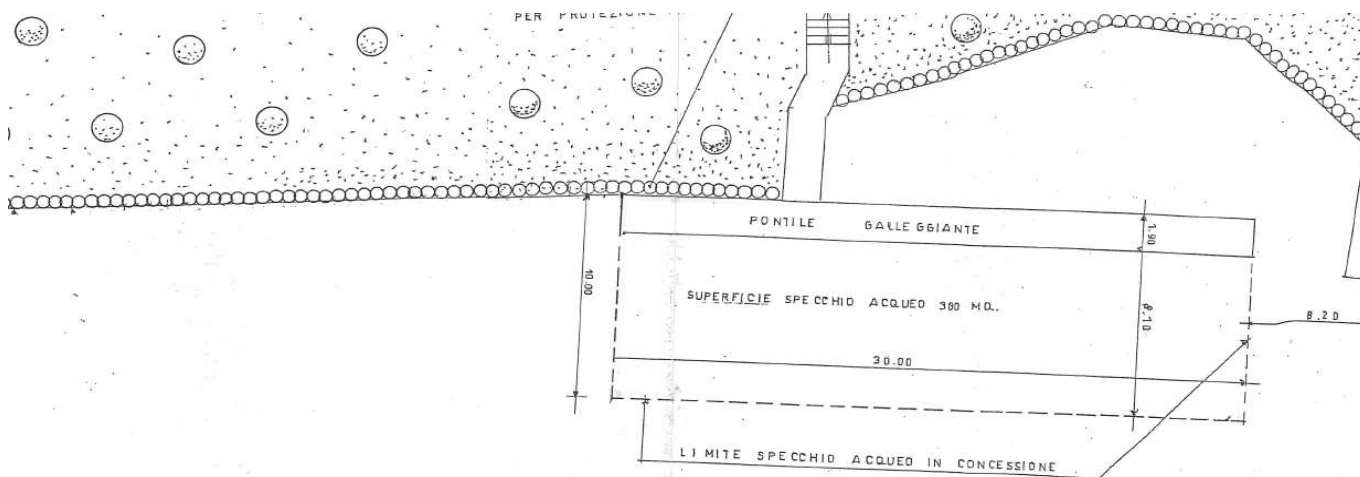 PER PROTEZIONE
PONTILE GALLEGGIANTE
1.90
10.00
SUPERFICIE SPECCHIO ACQUEO 300 MQ.
8.10
8.20
30.00
LIMITE SPECCHIO ACQUEO IN CONCESSIONE